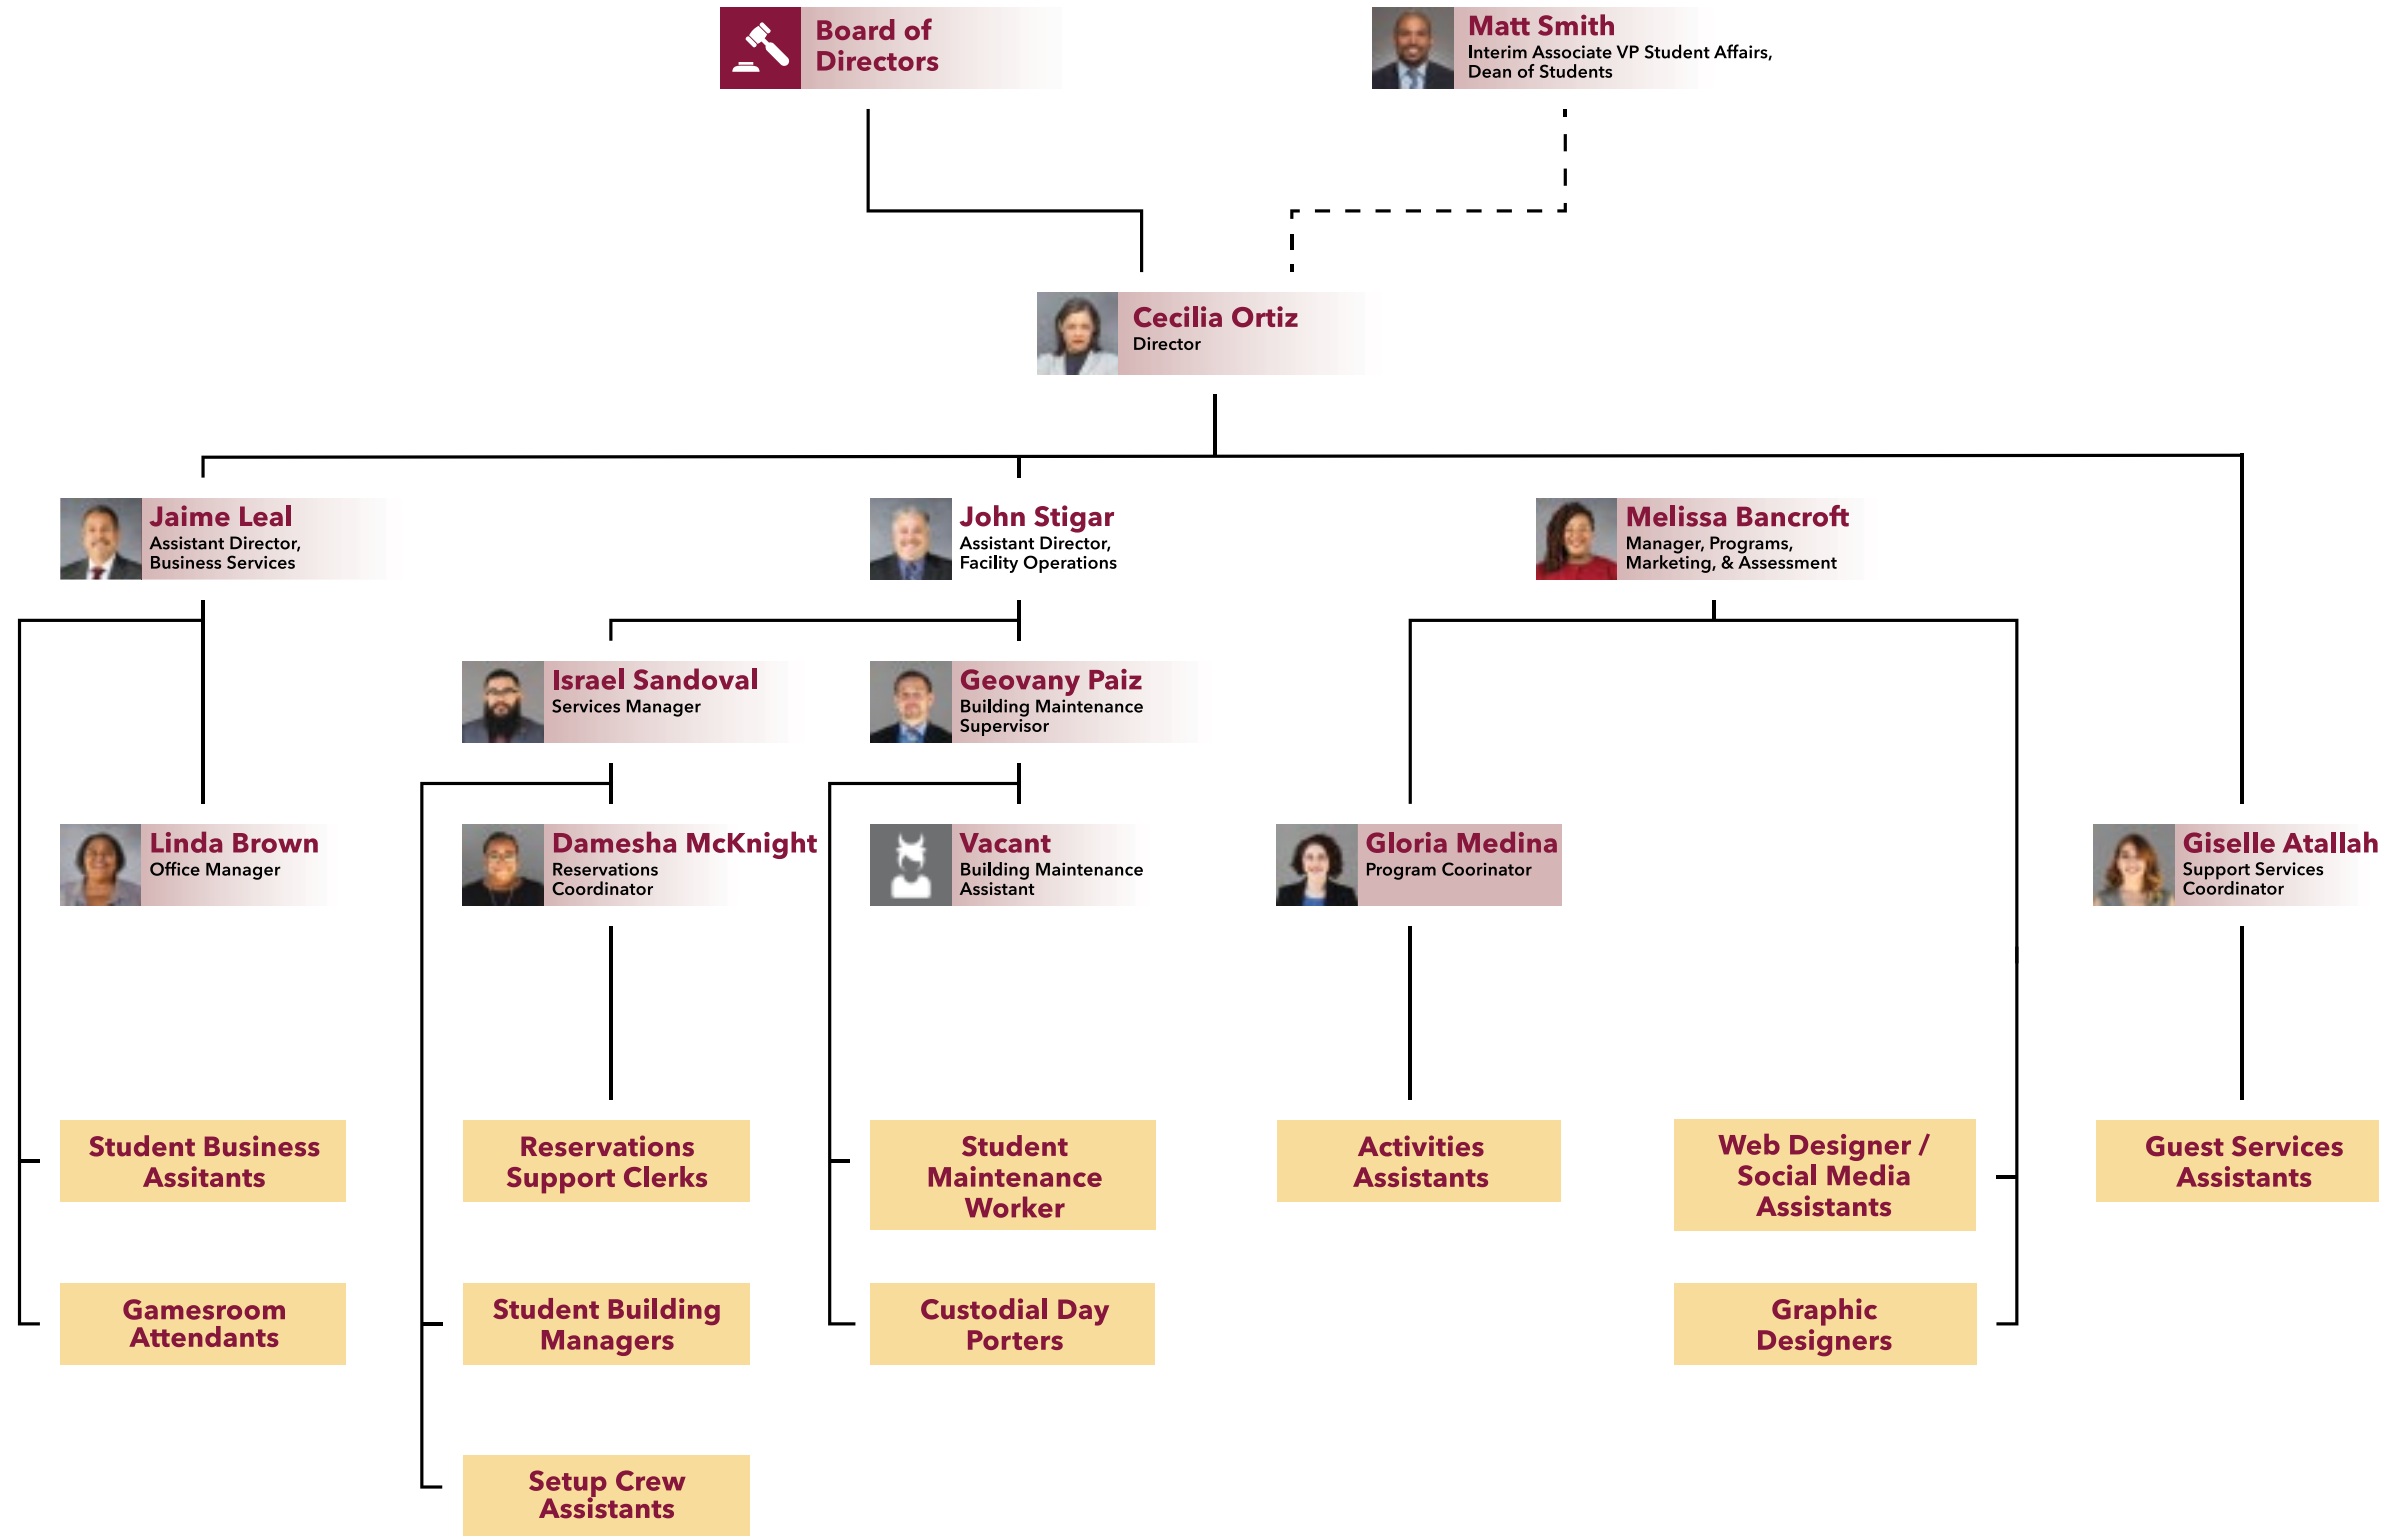 Board of
Directors
Matt Smith
Interim Associate VP Student Affairs,
Dean of Students
Cecilia Ortiz
Director
Jaime Leal
Assistant Director,
Business Services
John Stigar
Assistant Director,
Facility Operations
Melissa Bancroft
Manager, Programs,
Marketing, & Assessment
Israel Sandoval
Services Manager
Geovany Paiz
Building Maintenance
Supervisor
Linda Brown
Office Manager
Damesha McKnight
Reservations
Coordinator
Vacant
Building Maintenance
Assistant
Gloria Medina
Program Coorinator
Giselle Atallah
Support Services
Coordinator
Student Business
Assitants
Reservations
Support Clerks
Student
Maintenance
Worker
Activities
Assistants
Web Designer /
Social Media
Assistants
Guest Services
Assistants
Gamesroom
Attendants
Student Building
Managers
Custodial Day
Porters
Graphic
Designers
Setup Crew
Assistants